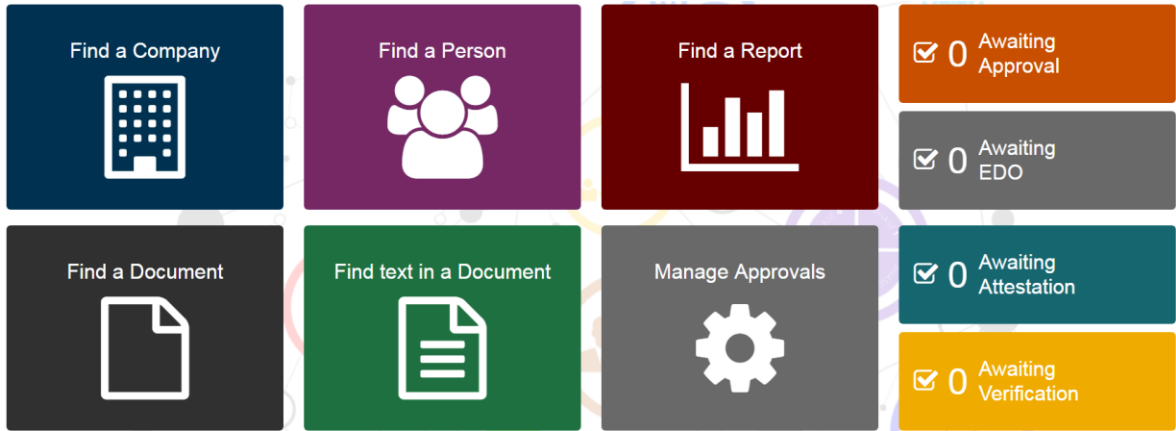 Find a Company
Find a Person
Find a Report
0 Awaiting
Approval
0 Awaiting
EDO
Find a Document
Find text in a Document
Manage Approvals
0 Awaiting
Attestation
0 Awaiting
Verification